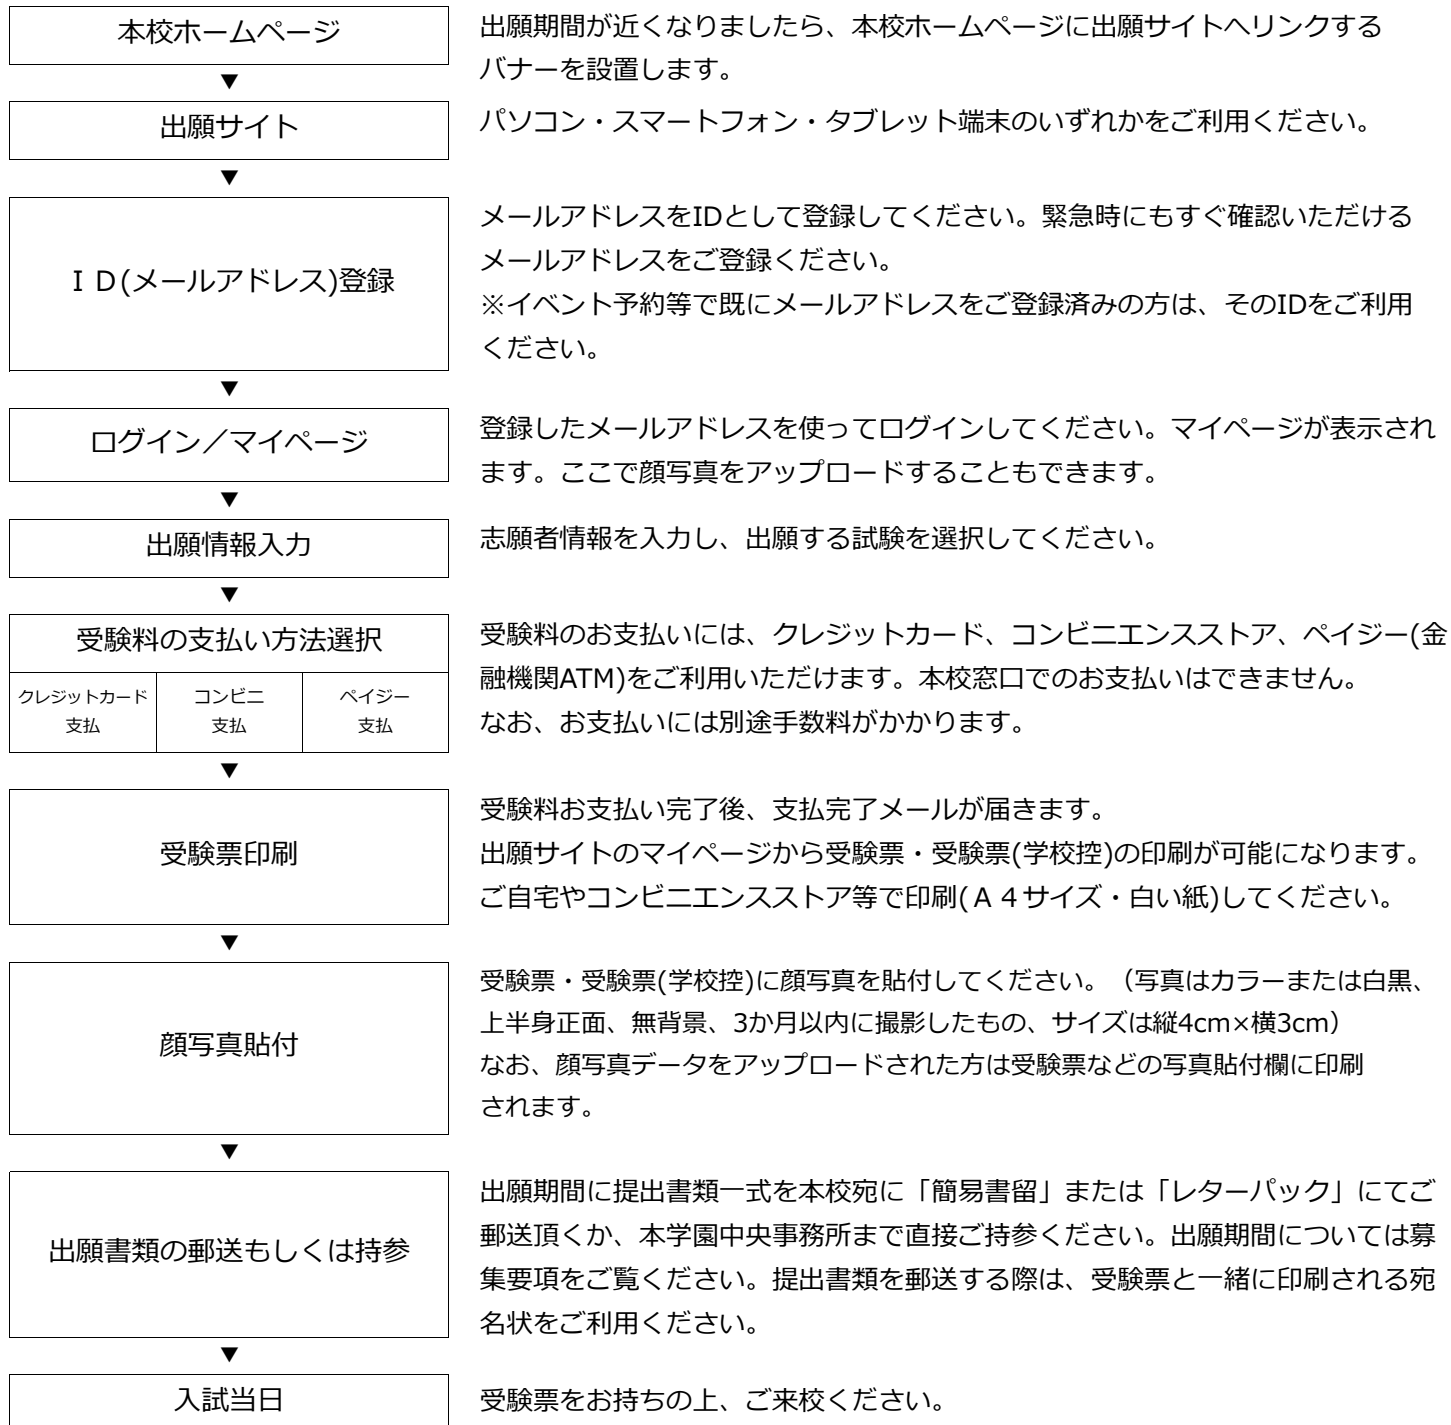 本校ホームページ
出願期間が近くなりましたら、本校ホームページに出願サイトへリンクする
バナーを設置します。
▼
出願サイト
パソコン・スマートフォン・タブレット端末のいずれかをご利用ください。
▼
ＩＤ(メールアドレス)登録
メールアドレスをIDとして登録してください。緊急時にもすぐ確認いただける
メールアドレスをご登録ください。
※イベント予約等で既にメールアドレスをご登録済みの方は、そのIDをご利用
ください。
▼
ログイン／マイページ
登録したメールアドレスを使ってログインしてください。マイページが表示され
ます。ここで顔写真をアップロードすることもできます。
▼
出願情報入力
志願者情報を入力し、出願する試験を選択してください。
▼
受験料の支払い方法選択
クレジットカード
支払
コンビニ
支払
ペイジー
支払
受験料のお支払いには、クレジットカード、コンビニエンスストア、ペイジー(金
融機関ATM)をご利用いただけます。本校窓口でのお支払いはできません。
なお、お支払いには別途手数料がかかります。
▼
受験票印刷
受験料お支払い完了後、支払完了メールが届きます。
出願サイトのマイページから受験票・受験票(学校控)の印刷が可能になります。
ご自宅やコンビニエンスストア等で印刷(Ａ４サイズ・白い紙)してください。
▼
顔写真貼付
受験票・受験票(学校控)に顔写真を貼付してください。（写真はカラーまたは白黒、
上半身正面、無背景、3か月以内に撮影したもの、サイズは縦4cm×横3cm）
なお、顔写真データをアップロードされた方は受験票などの写真貼付欄に印刷
されます。
▼
出願書類の郵送もしくは持参
出願期間に提出書類一式を本校宛に「簡易書留」または「レターパック」にてご
郵送頂くか、本学園中央事務所まで直接ご持参ください。出願期間については募
集要項をご覧ください。提出書類を郵送する際は、受験票と一緒に印刷される宛
名状をご利用ください。
▼
入試当日
受験票をお持ちの上、ご来校ください。